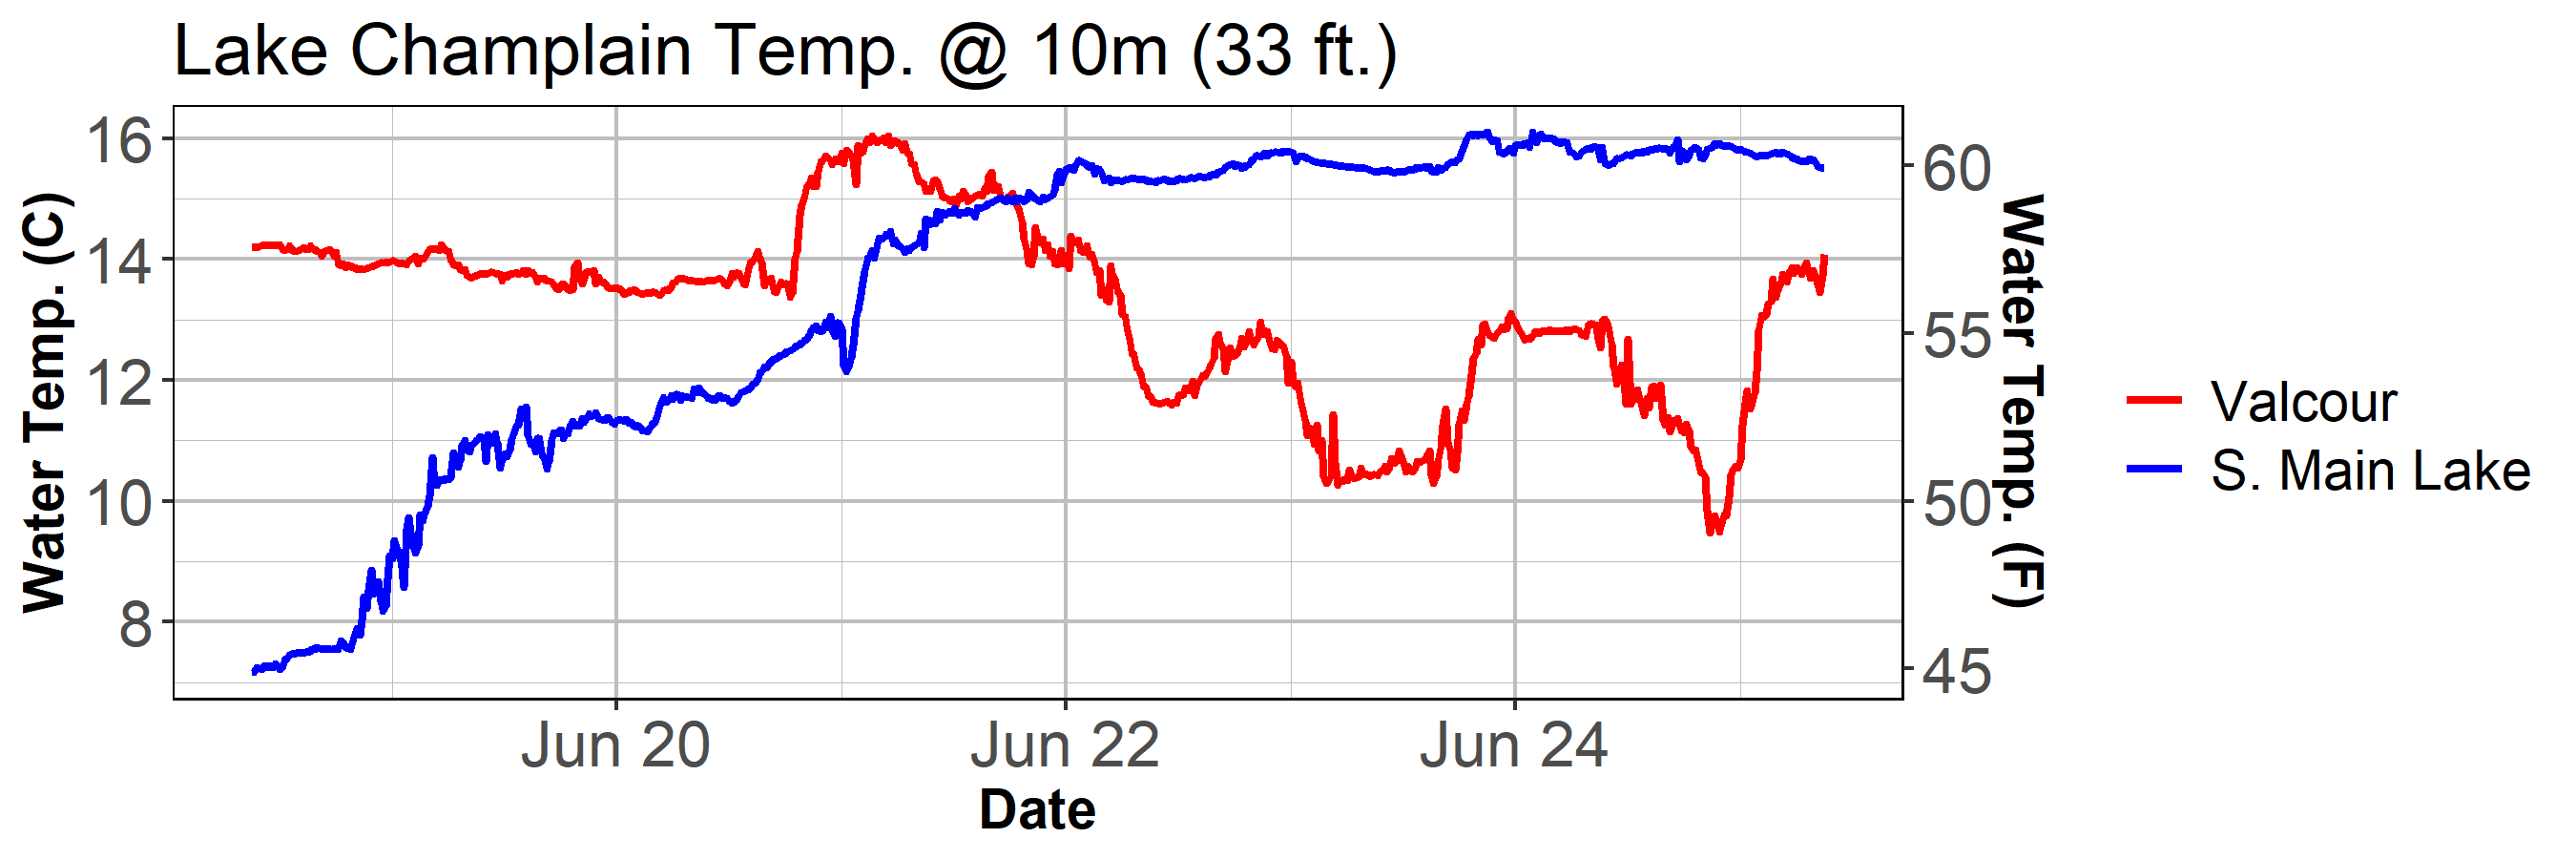 Lake Champlain Temp. @ 10m (33 ft.)
Water Temp. (C)
16
14
12
10
8
60
55
50
45
Water Temp. (F)
Jun 20
Jun 22
Jun 24
Date
Valcour
S. Main Lake